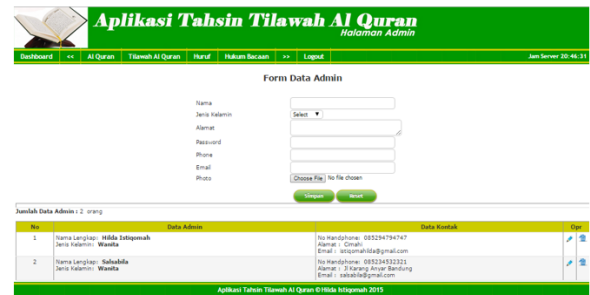 Aplikasi Tahsin Tilawah Al Quran
Halaman Admin
Dashboard << Al Quran Tilawah Al Quran Huruf Hukum Bacaan >> Logout Jam Server 20:46:31
Form Data Admin
Nama
Jenis Kelamin Select
Alamat
Password
Phone
Email
Photo Choose File No file chosen
Simpan Reset
Jumlah Data Admin : 2 orang
No Data Admin Data Kontak Opr
1 Nama Lengkap: Hilda Istiqomah No Handphone: 085294794747
Jenis Kelamin: Wanita Alamat : Cimahi
Email : istiqomahilda@gmail.com
2 Nama Lengkap: Salsabila No Handphone: 085234532321
Jenis Kelamin: Wanita Alamat : Jl Karang Anyar Bandung
Email : salsabila@gmail.com
Aplikasi Tahsin Tilawah Al Quran © Hilda Istiqomah 2015